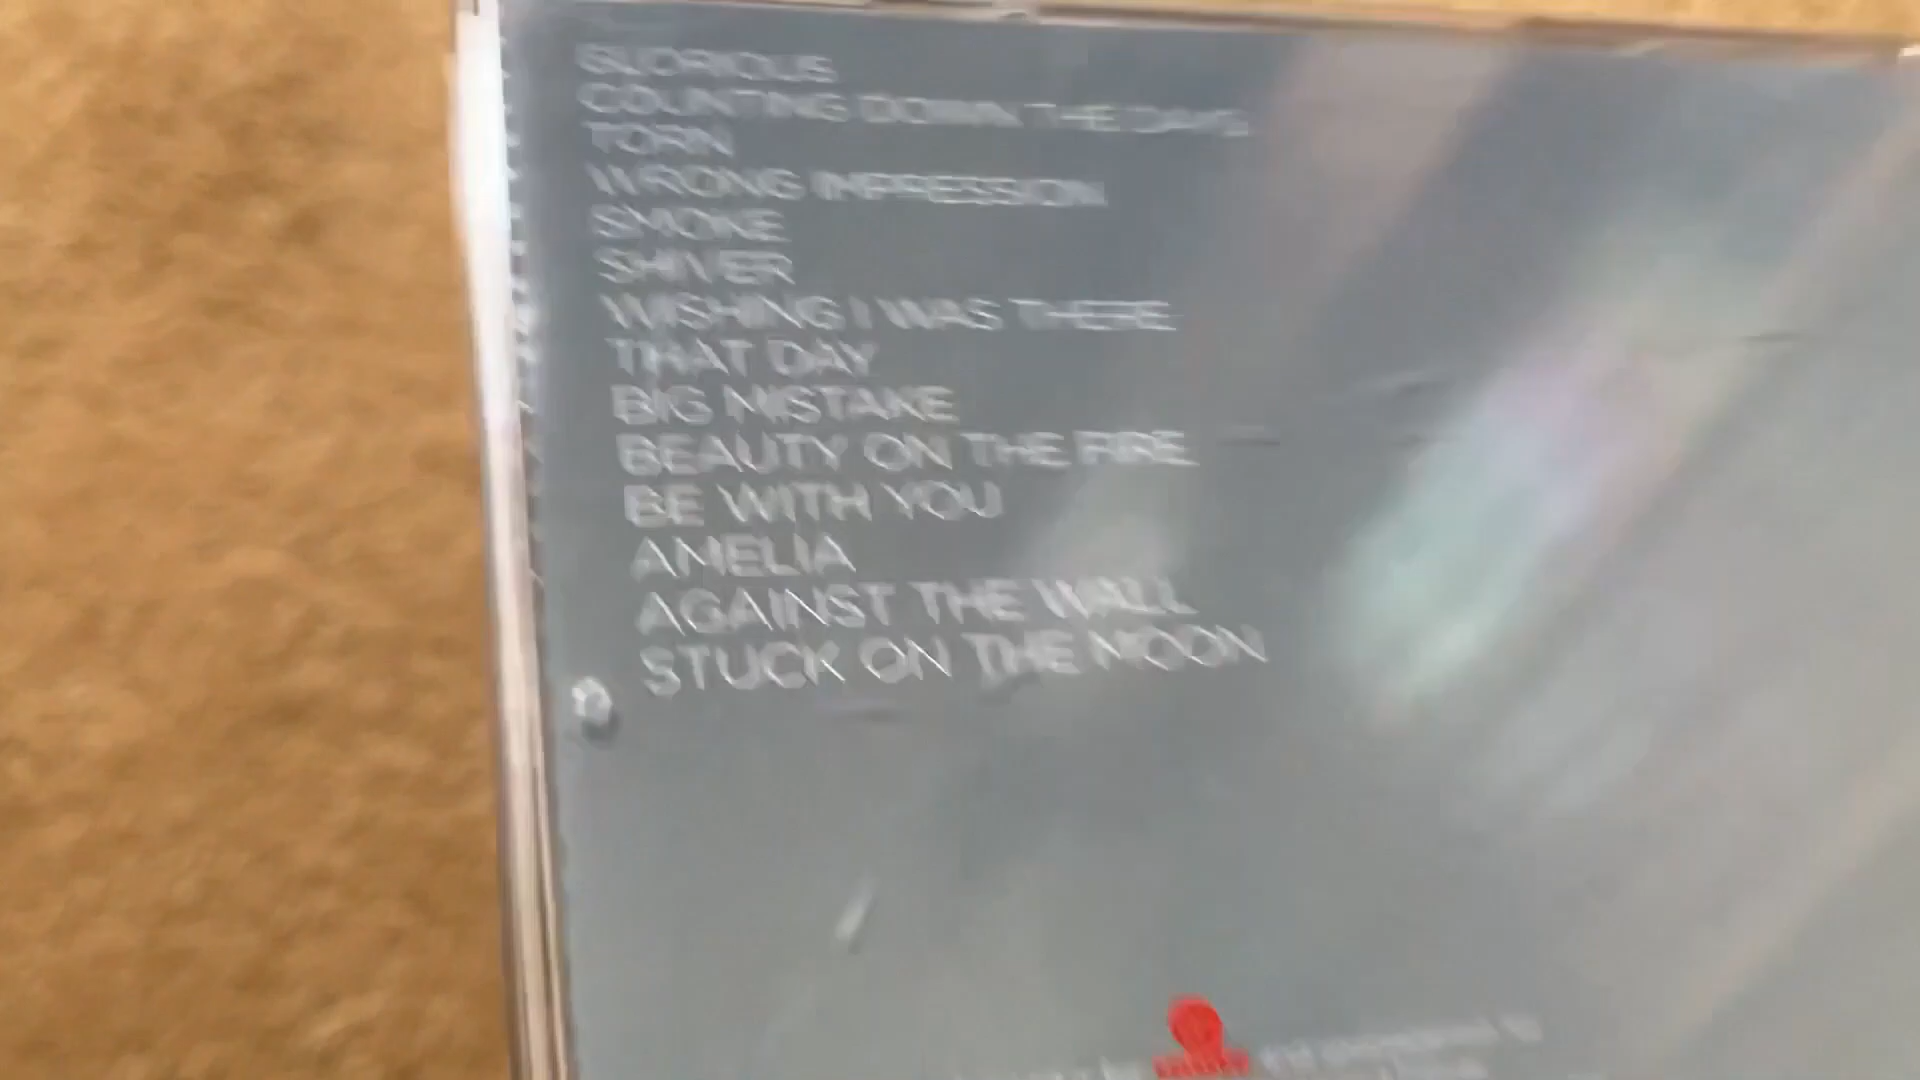 GLORIOUS
COUNTING DOWN THE DAYS
TORN
WRONG IMPRESSION
SMOKE
SHIVER
WISHING I WAS THERE
THAT DAY
BIG MISTAKE
BEAUTY ON THE FIRE
BE WITH YOU
AMELIA
AGAINST THE WALL
STUCK ON THE MOON